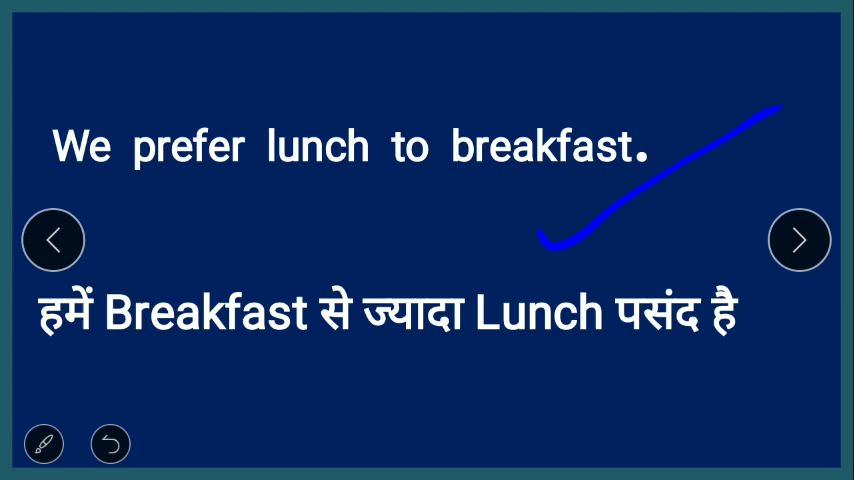 We prefer lunch to breakfast.
हमें Breakfast से ज्यादा Lunch पसंद है